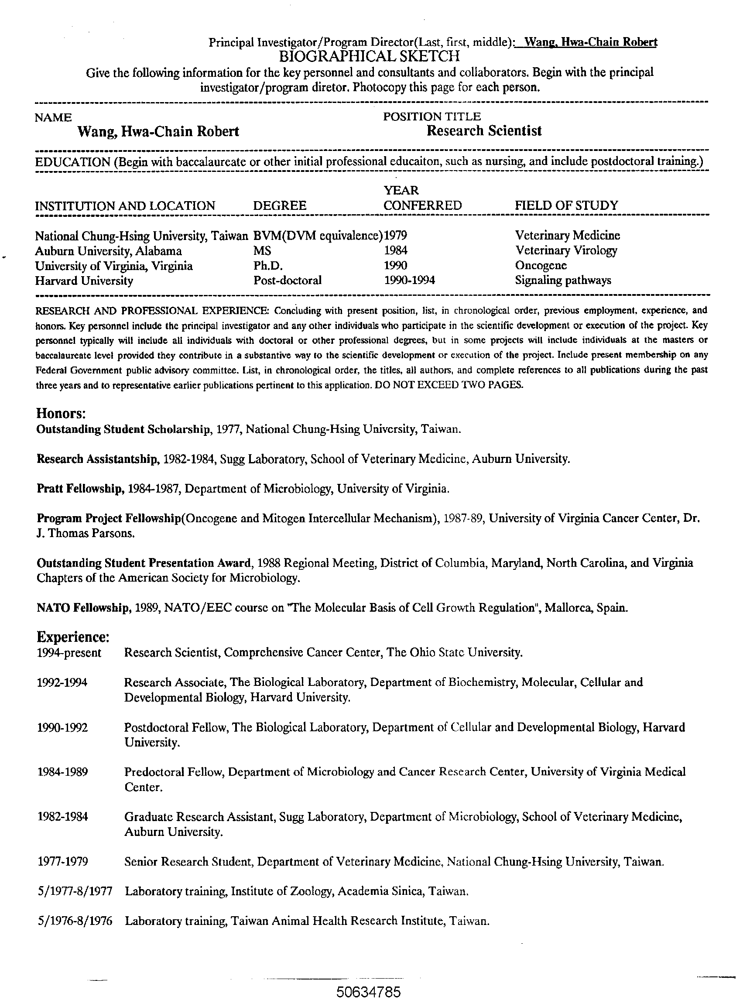 Principal Investigator/Program Director(Last, first, middle): Wang, Hwa-Chain Robert
BIOGRAPHICAL SKETCH
Give the following information for the key personnel and consultants and collaborators. Begin with the principal
investigator/program diretor. Photocopy this page for each person.
NAME POSITION TITLE
Wang, Hwa-Chain Robert Research Scientist
EDUCATION (Begin with baccalaureate or other initial professional educaiton, such as nursing, and include postdoctoral training.)
YEAR
INSTITUTION AND LOCATION DEGREE CONFERRED FIELD OF STUDY
National Chung-Hsing University, Taiwan BVM(DVM equivalence)1979 Veterinary Medicine
Auburn University, Alabama MS 1984 Veterinary Virology
University of Virginia, Virginia Ph.D. 1990 Oncogene
Harvard University Post-doctoral 1990-1994 Signaling pathways
RESEARCH AND PROFESSIONAL EXPERIENCE: Concluding with present position, list, in chronological order, previous employment, experience, and
honors. Key personnel include the principal investigator and any other individuals who participate in the scientific development or execution of the project. Key
personnel typically will include all individuals with doctoral or other professional degrees, but in some projects will include individuals at the masters or
baccalaureate level provided they contribute in a substantive way to the scientific development or execution of the project. Include present membership on any
Federal Government public advisory committee. List, in chronological order, the titles, all authors, and complete references to all publications during the past
three years and to representative earlier publications pertinent to this application. DO NOT EXCEED TWO PAGES.
Honors:
Outstanding Student Scholarship, 1977, National Chung-Hsing University, Taiwan.
Research Assistantship, 1982-1984, Sugg Laboratory, School of Veterinary Medicine, Auburn University.
Pratt Fellowship, 1984-1987, Department of Microbiology, University of Virginia.
Program Project Fellowship(Oncogene and Mitogen Intercellular Mechanism), 1987-89, University of Virginia Cancer Center, Dr.
J. Thomas Parsons.
Outstanding Student Presentation Award, 1988 Regional Meeting, District of Columbia, Maryland, North Carolina, and Virginia
Chapters of the American Society for Microbiology.
NATO Fellowship, 1989, NATO/EEC course on "The Molecular Basis of Cell Growth Regulation", Mallorca, Spain.
Experience:
1994-present Research Scientist, Comprehensive Cancer Center, The Ohio State University.
1992-1994 Research Associate, The Biological Laboratory, Department of Biochemistry, Molecular, Cellular and
Developmental Biology, Harvard University.
1990-1992 Postdoctoral Fellow, The Biological Laboratory, Department of Cellular and Developmental Biology, Harvard
University.
1984-1989 Predoctoral Fellow, Department of Microbiology and Cancer Research Center, University of Virginia Medical
Center.
1982-1984 Graduate Research Assistant, Sugg Laboratory, Department of Microbiology, School of Veterinary Medicine,
Auburn University.
1977-1979 Senior Research Student, Department of Veterinary Medicine, National Chung-Hsing University, Taiwan.
5/1977-8/1977 Laboratory training, Institute of Zoology, Academia Sinica, Taiwan.
5/1976-8/1976 Laboratory training, Taiwan Animal Health Research Institute, Taiwan.
50634785